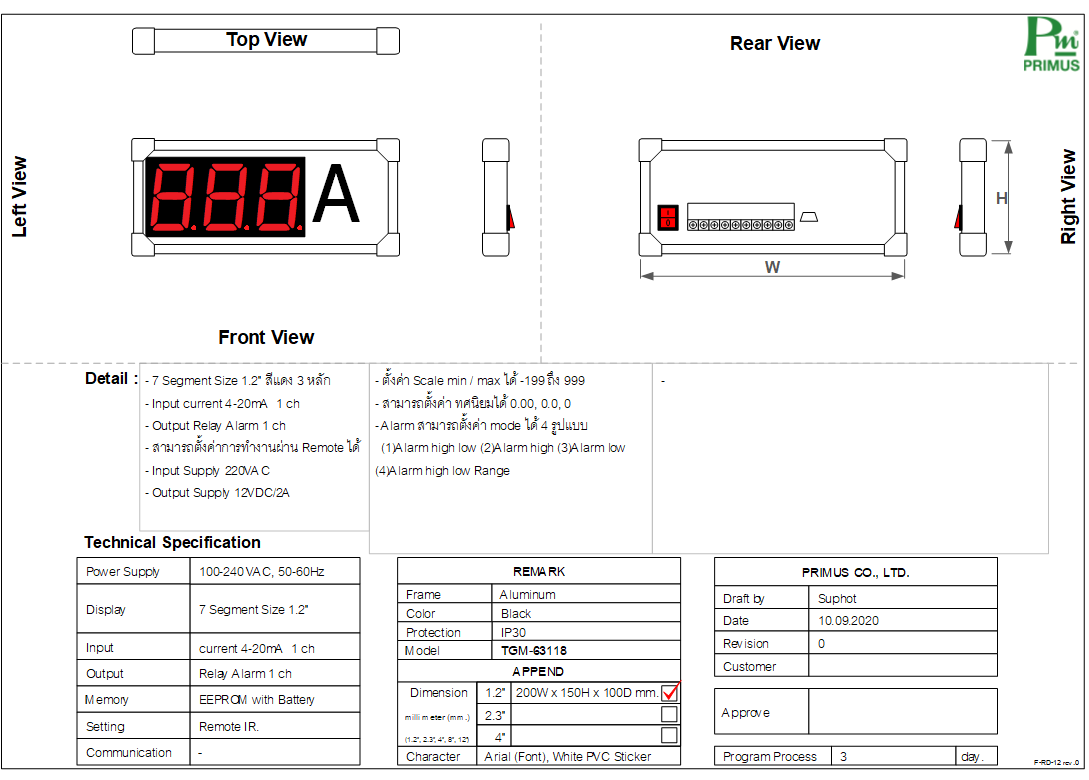 Top View
Rear View
Pm®
PRIMUS
Left View
A
Right View
H
W
I
0
Front View
Detail :
- 7 Segment Size 1.2" สีแดง 3 หลัก
- Input current 4-20mA 1 ch
- Output Relay Alarm 1 ch
- สามารถตั้งค่าการทำงานผ่าน Remote ได้
- Input Supply 220VAC
- Output Supply 12VDC/2A
- ตั้งค่า Scale min / max ได้ -199 ถึง 999
- สามารถตั้งค่า ทศนิยมได้ 0.00, 0.0, 0
- Alarm สามารถตั้งค่า mode ได้ 4 รูปแบบ
(1)Alarm high low (2)Alarm high (3)Alarm low
(4)Alarm high low Range
-
Technical Specification
Power Supply 100-240VAC, 50-60Hz
Display 7 Segment Size 1.2"
Input current 4-20mA 1 ch
Output Relay Alarm 1 ch
Memory EEPROM with Battery
Setting Remote IR.
Communication -
REMARK
Frame Aluminum
Color Black
Protection IP30
Model TGM-63118
APPEND
Dimension 1.2" 200W x 150H x 100D mm.
millimeter (mm.) 2.3"
(1.2", 2.3", 4", 8", 12") 4"
Character Arial (Font), White PVC Sticker
PRIMUS CO., LTD.
Draft by Suphot
Date 10.09.2020
Revision 0
Customer
Approve
Program Process 3 day.
F-RD-12 rev.0